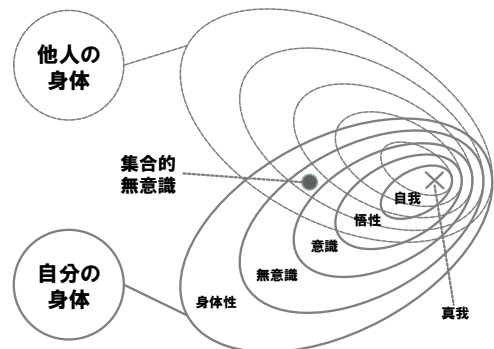 他人の
身体
集合的
無意識
自我
悟性
意識
無意識
身体性
自分の
身体
真我